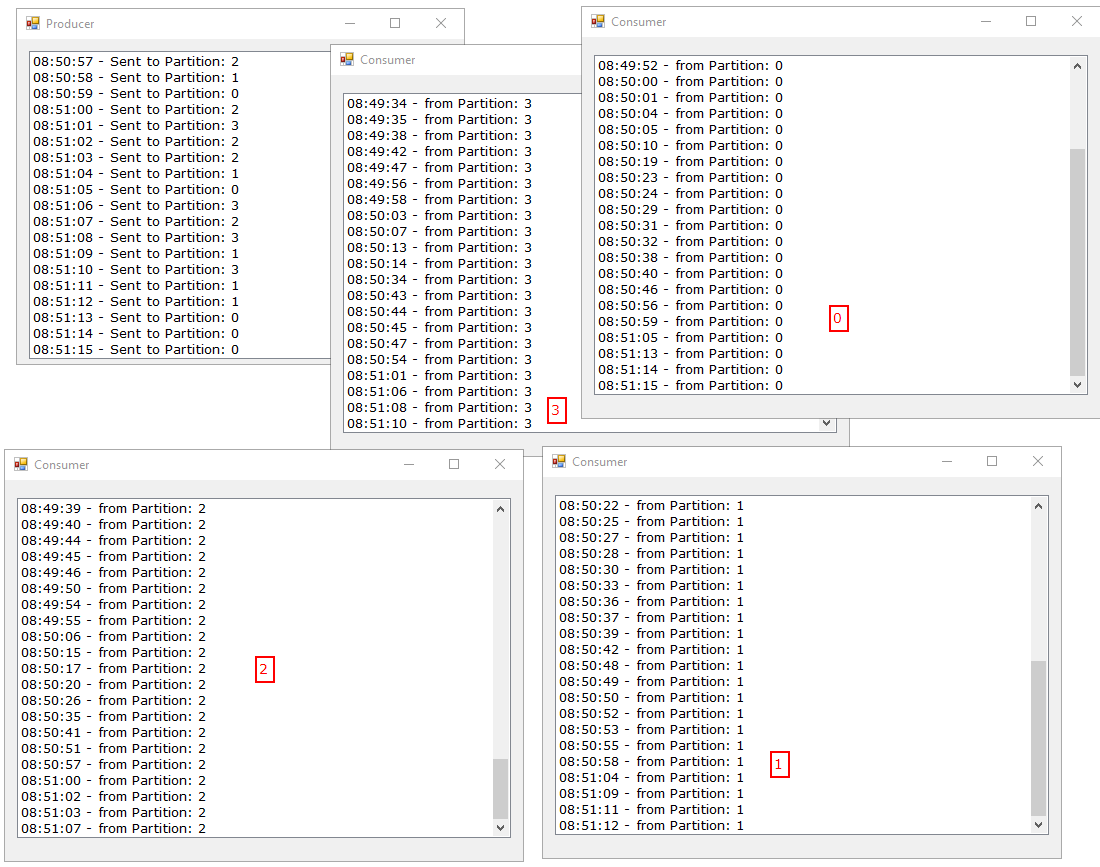 Producer
08:50:57 - Sent to Partition: 2
08:50:58 - Sent to Partition: 1
08:50:59 - Sent to Partition: 0
08:51:00 - Sent to Partition: 2
08:51:01 - Sent to Partition: 3
08:51:02 - Sent to Partition: 2
08:51:03 - Sent to Partition: 2
08:51:04 - Sent to Partition: 1
08:51:05 - Sent to Partition: 0
08:51:06 - Sent to Partition: 3
08:51:07 - Sent to Partition: 2
08:51:08 - Sent to Partition: 3
08:51:09 - Sent to Partition: 1
08:51:10 - Sent to Partition: 3
08:51:11 - Sent to Partition: 1
08:51:12 - Sent to Partition: 1
08:51:13 - Sent to Partition: 0
08:51:14 - Sent to Partition: 0
08:51:15 - Sent to Partition: 0
Consumer
08:49:34 - from Partition: 3
08:49:35 - from Partition: 3
08:49:38 - from Partition: 3
08:49:42 - from Partition: 3
08:49:47 - from Partition: 3
08:49:56 - from Partition: 3
08:49:58 - from Partition: 3
08:50:03 - from Partition: 3
08:50:07 - from Partition: 3
08:50:13 - from Partition: 3
08:50:14 - from Partition: 3
08:50:34 - from Partition: 3
08:50:43 - from Partition: 3
08:50:44 - from Partition: 3
08:50:45 - from Partition: 3
08:50:47 - from Partition: 3
08:50:54 - from Partition: 3
08:51:01 - from Partition: 3
08:51:06 - from Partition: 3
08:51:08 - from Partition: 3
08:51:10 - from Partition: 3
3
Consumer
08:49:52 - from Partition: 0
08:50:00 - from Partition: 0
08:50:01 - from Partition: 0
08:50:04 - from Partition: 0
08:50:05 - from Partition: 0
08:50:10 - from Partition: 0
08:50:19 - from Partition: 0
08:50:23 - from Partition: 0
08:50:24 - from Partition: 0
08:50:29 - from Partition: 0
08:50:31 - from Partition: 0
08:50:32 - from Partition: 0
08:50:38 - from Partition: 0
08:50:40 - from Partition: 0
08:50:46 - from Partition: 0
08:50:56 - from Partition: 0
08:50:59 - from Partition: 0
08:51:05 - from Partition: 0
08:51:13 - from Partition: 0
08:51:14 - from Partition: 0
08:51:15 - from Partition: 0
0
Consumer
08:49:39 - from Partition: 2
08:49:40 - from Partition: 2
08:49:44 - from Partition: 2
08:49:45 - from Partition: 2
08:49:46 - from Partition: 2
08:49:50 - from Partition: 2
08:49:54 - from Partition: 2
08:49:55 - from Partition: 2
08:50:06 - from Partition: 2
08:50:15 - from Partition: 2
08:50:17 - from Partition: 2
08:50:20 - from Partition: 2
08:50:26 - from Partition: 2
08:50:35 - from Partition: 2
08:50:41 - from Partition: 2
08:50:51 - from Partition: 2
08:50:57 - from Partition: 2
08:51:00 - from Partition: 2
08:51:02 - from Partition: 2
08:51:03 - from Partition: 2
08:51:07 - from Partition: 2
2
Consumer
08:50:22 - from Partition: 1
08:50:25 - from Partition: 1
08:50:27 - from Partition: 1
08:50:28 - from Partition: 1
08:50:30 - from Partition: 1
08:50:33 - from Partition: 1
08:50:36 - from Partition: 1
08:50:37 - from Partition: 1
08:50:39 - from Partition: 1
08:50:42 - from Partition: 1
08:50:48 - from Partition: 1
08:50:49 - from Partition: 1
08:50:50 - from Partition: 1
08:50:52 - from Partition: 1
08:50:53 - from Partition: 1
08:50:55 - from Partition: 1
08:50:58 - from Partition: 1
08:51:04 - from Partition: 1
08:51:09 - from Partition: 1
08:51:11 - from Partition: 1
08:51:12 - from Partition: 1
1